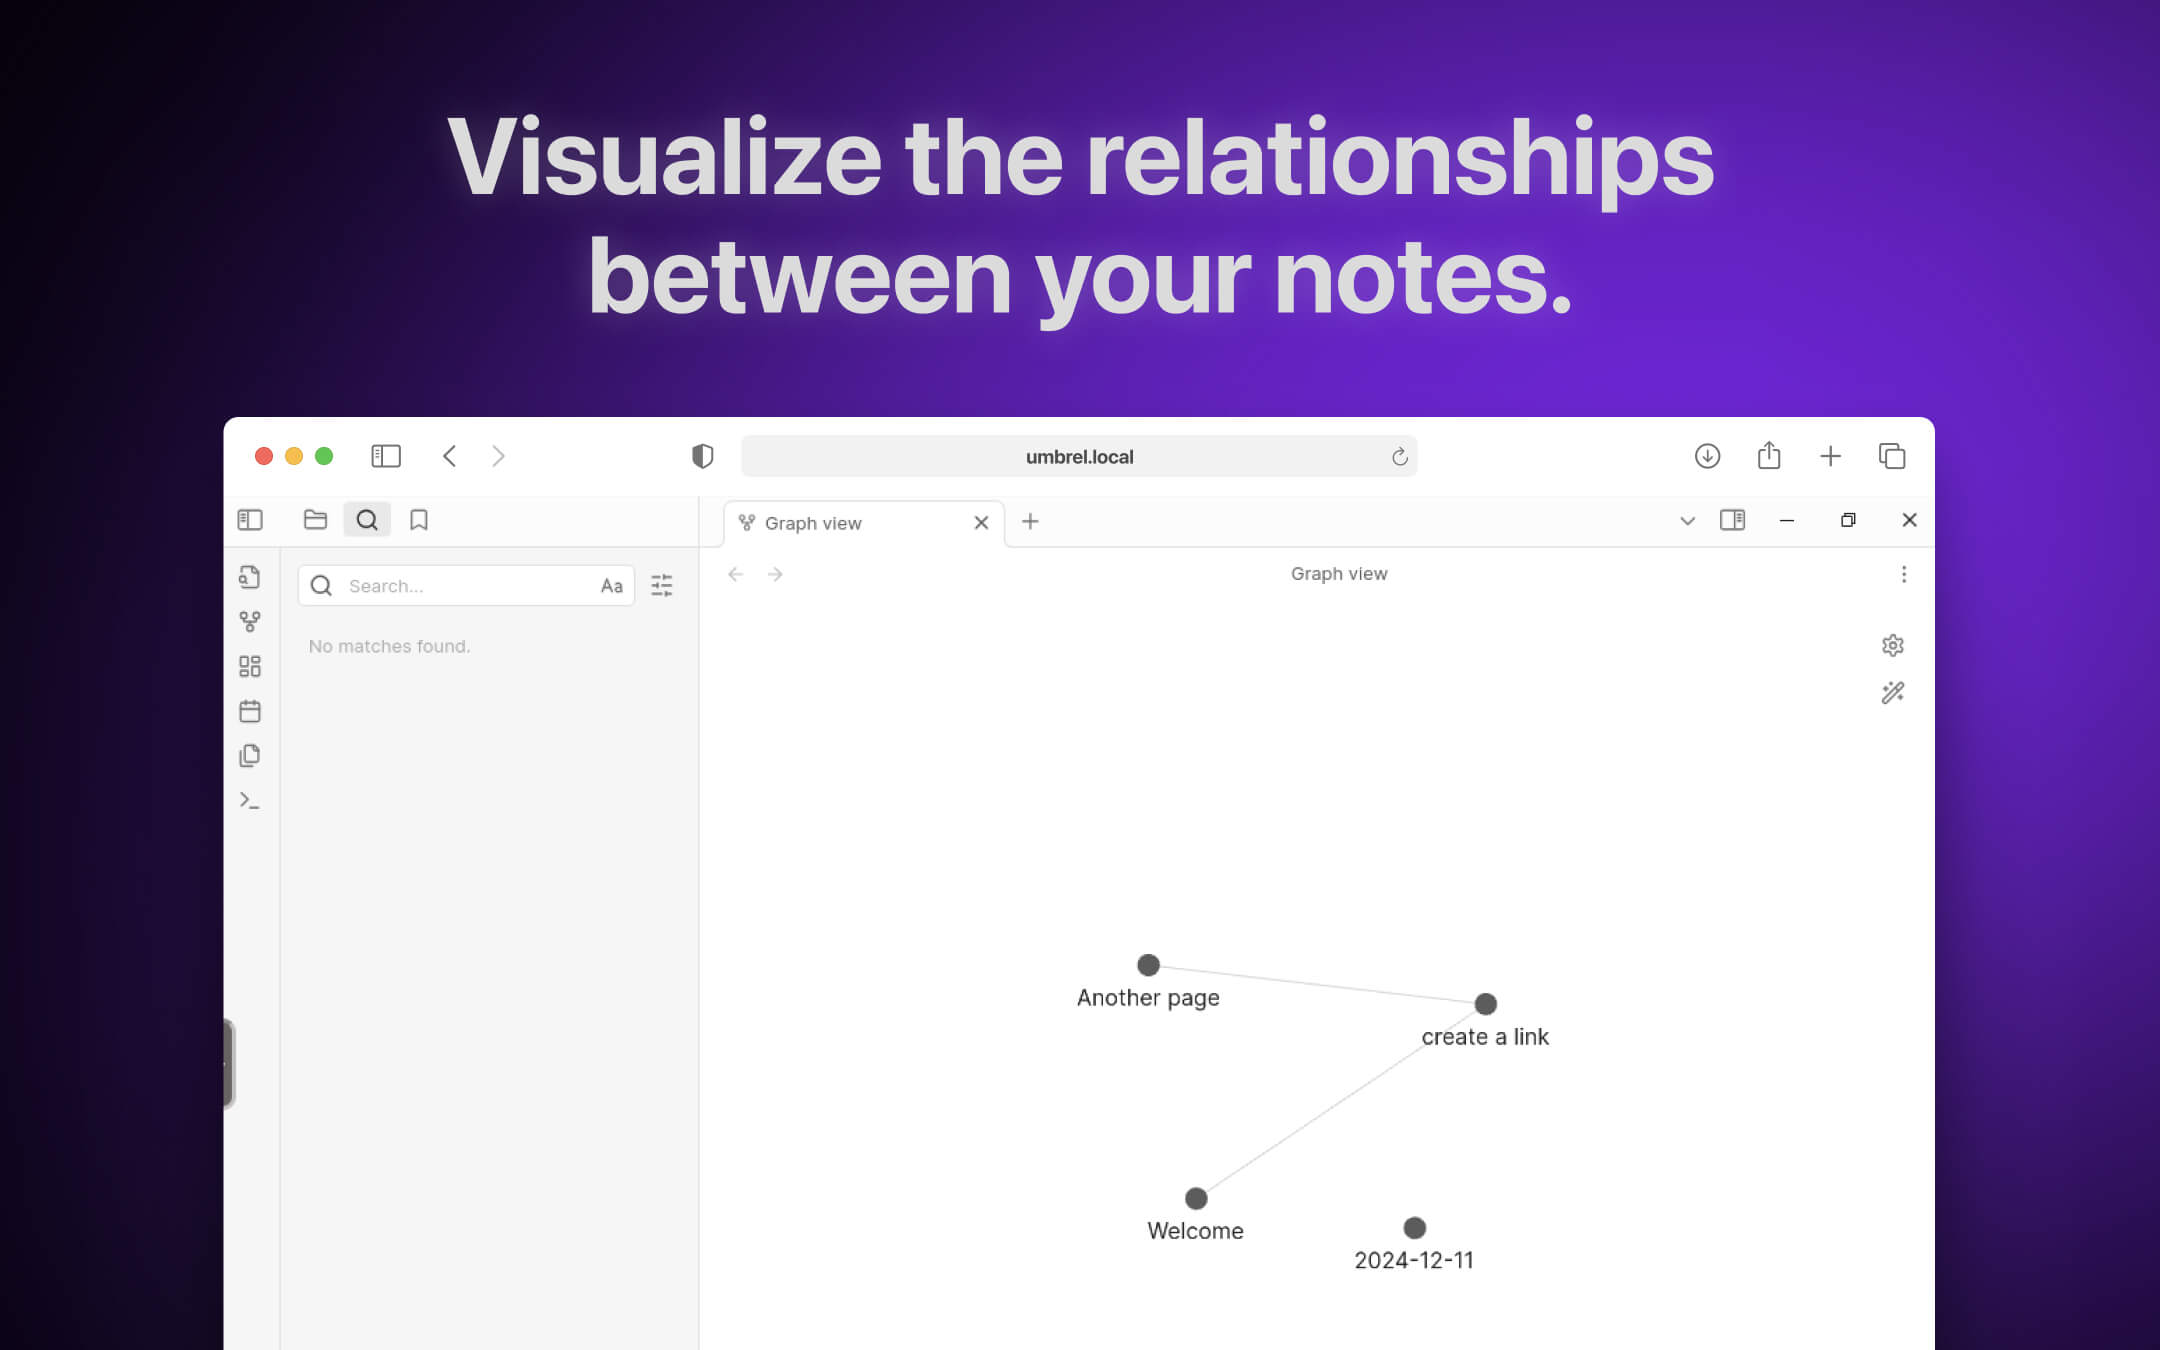 Visualize the relationships
between your notes.
umbrel.local
Graph view
Search...
Aa
Graph view
No matches found.
Another page
create a link
Welcome
2024-12-11